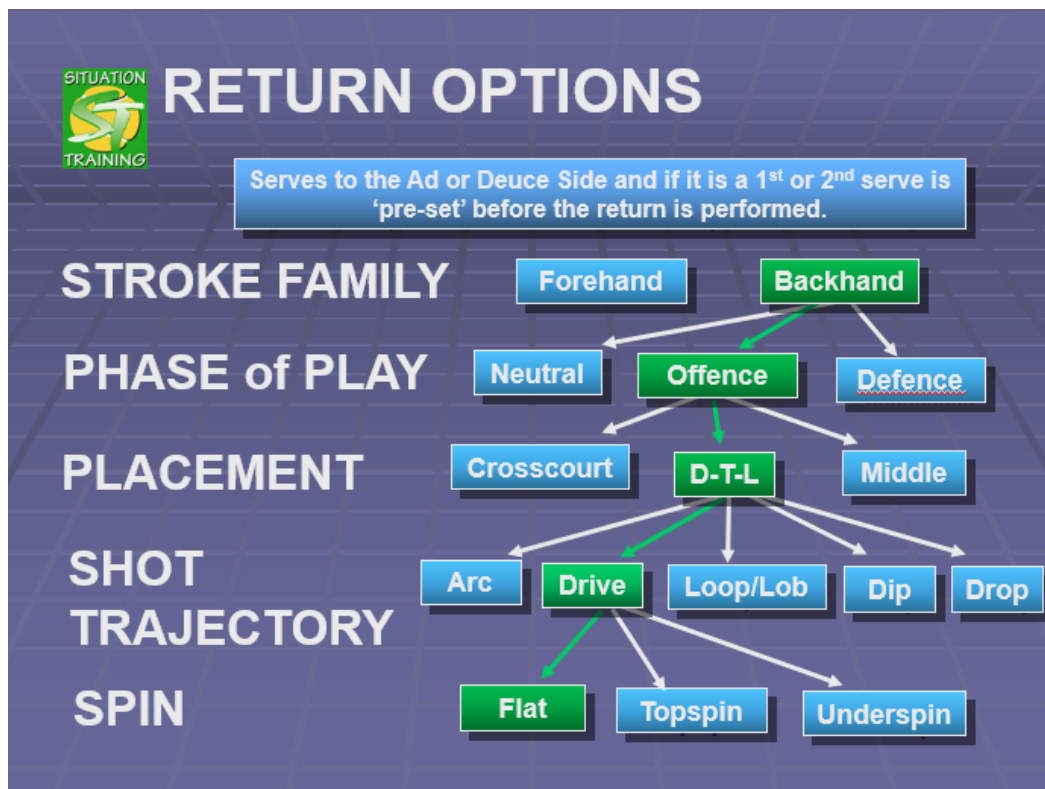 SITUATION
ST
TRAINING
RETURN OPTIONS
Serves to the Ad or Deuce Side and if it is a 1st or 2nd serve is
‘pre-set’ before the return is performed.
STROKE FAMILY
Forehand
Backhand
PHASE of PLAY
Neutral
Offence
Defence
PLACEMENT
Crosscourt
D-T-L
Middle
SHOT
TRAJECTORY
Arc
Drive
Loop/Lob
Dip
Drop
SPIN
Flat
Topspin
Underspin